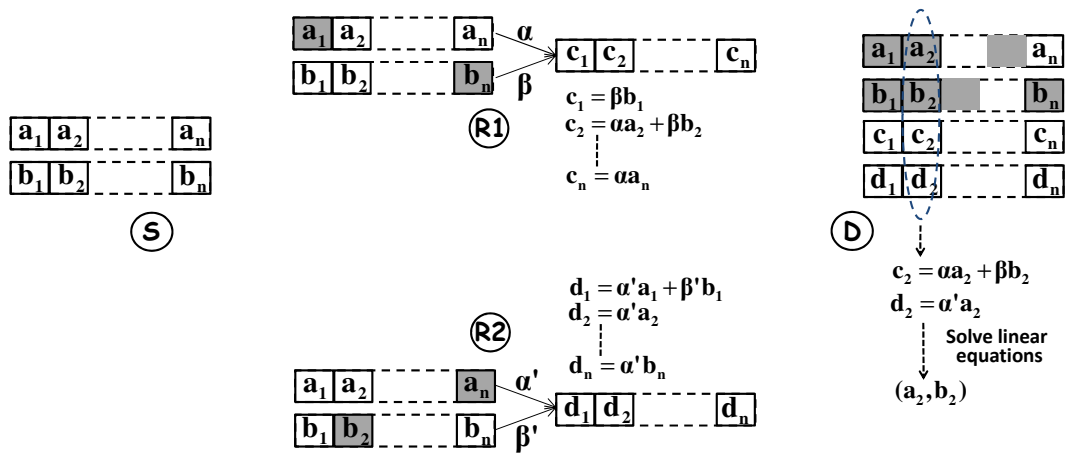 a₁ a₂ aₙ
b₁ b₂ bₙ
S
a₁ a₂ aₙ α
b₁ b₂ bₙ β
R1
c₁ c₂ cₙ
c₁ = βb₁
c₂ = αa₂ + βb₂
cₙ = αaₙ
R2
d₁ = α'a₁ + β'b₁
d₂ = α'a₂
dₙ = α'bₙ
a₁ a₂ aₙ α'
b₁ b₂ bₙ β'
d₁ d₂ dₙ
a₁ a₂ aₙ
b₁ b₂ bₙ
c₁ c₂ cₙ
d₁ d₂ dₙ
D
c₂ = αa₂ + βb₂
d₂ = α'a₂
Solve linear
equations
(a₂,b₂)